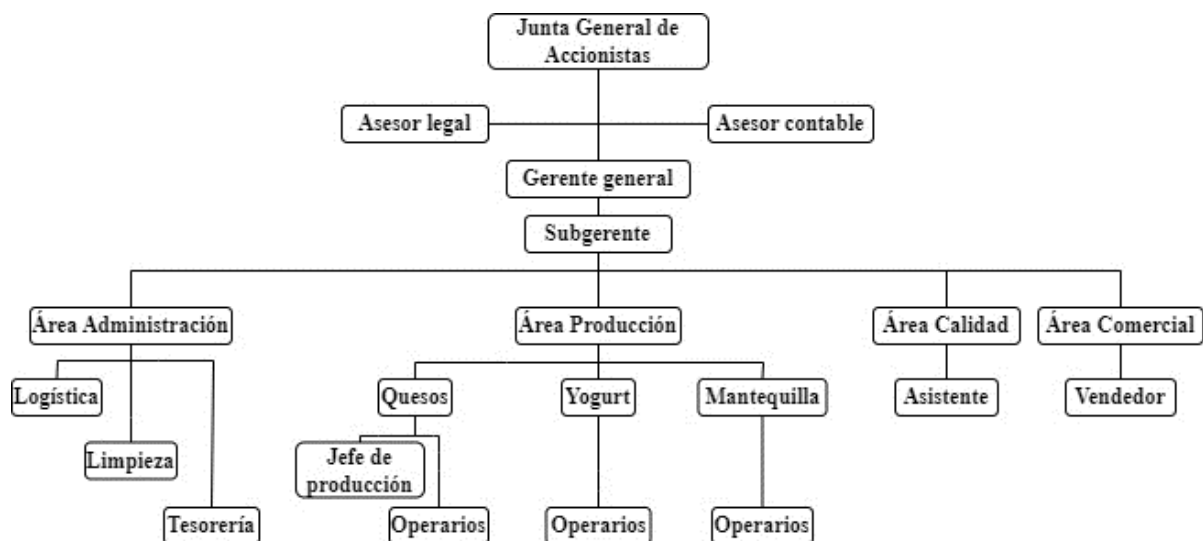 Junta General de
Accionistas
Asesor legal
Asesor contable
Gerente general
Subgerente
Área Administración
Área Producción
Área Calidad
Área Comercial
Logística
Quesos
Yogurt
Mantequilla
Asistente
Vendedor
Limpieza
Jefe de
producción
Tesorería
Operarios
Operarios
Operarios